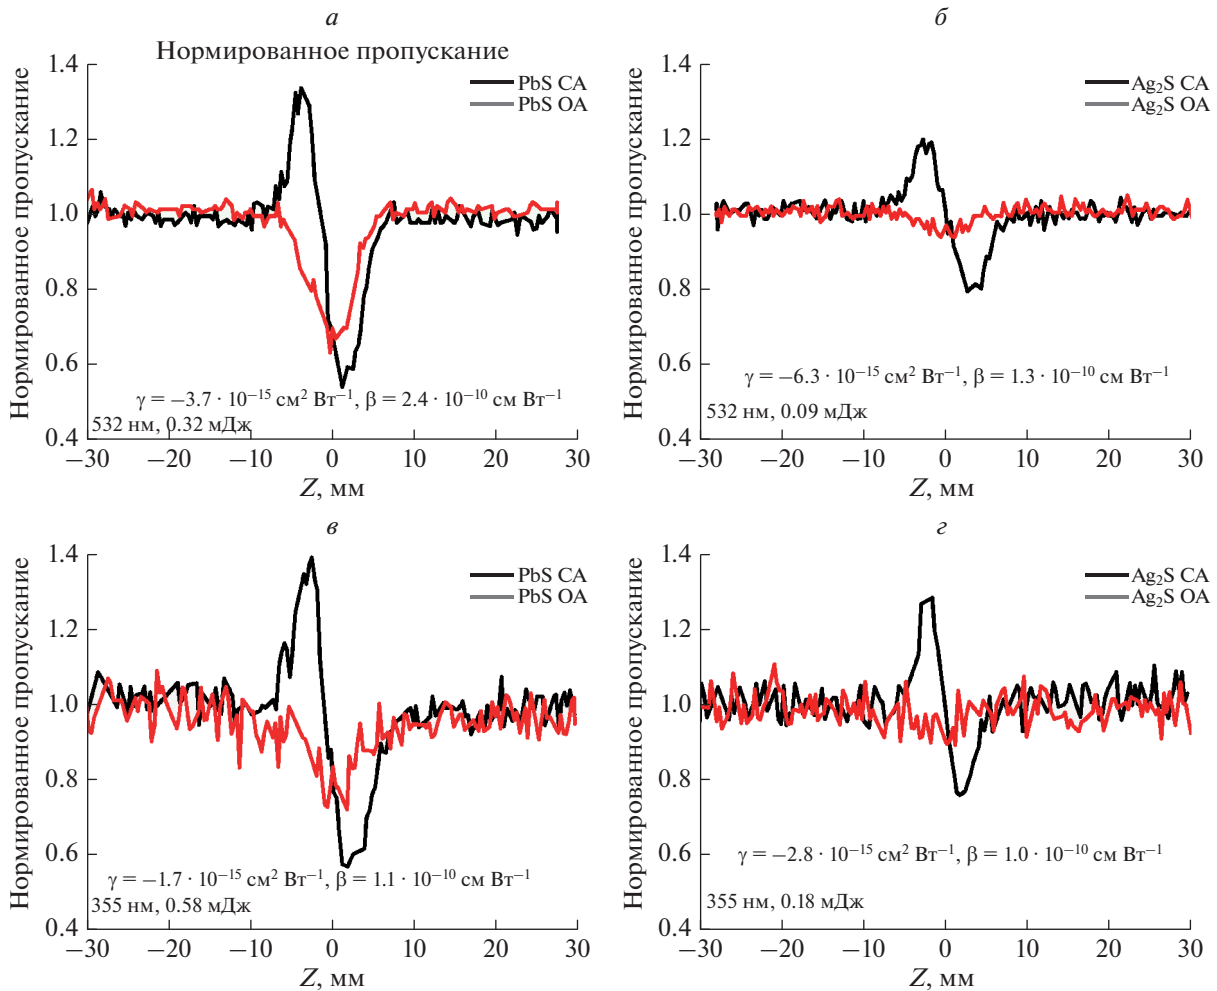 а
Нормированное пропускание
Нормированное пропускание
1.4
1.2
1.0
0.8
0.6
0.4
PbS CA
PbS OA
γ = −3.7 · 10⁻¹⁵ см² Вт⁻¹, β = 2.4 · 10⁻¹⁰ см Вт⁻¹
532 нм, 0.32 мДж
−30 −20 −10 0 10 20 30
Z, мм
б
Нормированное пропускание
1.4
1.2
1.0
0.8
0.6
0.4
Ag₂S CA
Ag₂S OA
γ = −6.3 · 10⁻¹⁵ см² Вт⁻¹, β = 1.3 · 10⁻¹⁰ см Вт⁻¹
532 нм, 0.09 мДж
−30 −20 −10 0 10 20 30
Z, мм
в
Нормированное пропускание
1.4
1.2
1.0
0.8
0.6
0.4
PbS CA
PbS OA
γ = −1.7 · 10⁻¹⁵ см² Вт⁻¹, β = 1.1 · 10⁻¹⁰ см Вт⁻¹
355 нм, 0.58 мДж
−30 −20 −10 0 10 20 30
Z, мм
г
Нормированное пропускание
1.4
1.2
1.0
0.8
0.6
0.4
Ag₂S CA
Ag₂S OA
γ = −2.8 · 10⁻¹⁵ см² Вт⁻¹, β = 1.0 · 10⁻¹⁰ см Вт⁻¹
355 нм, 0.18 мДж
−30 −20 −10 0 10 20 30
Z, мм